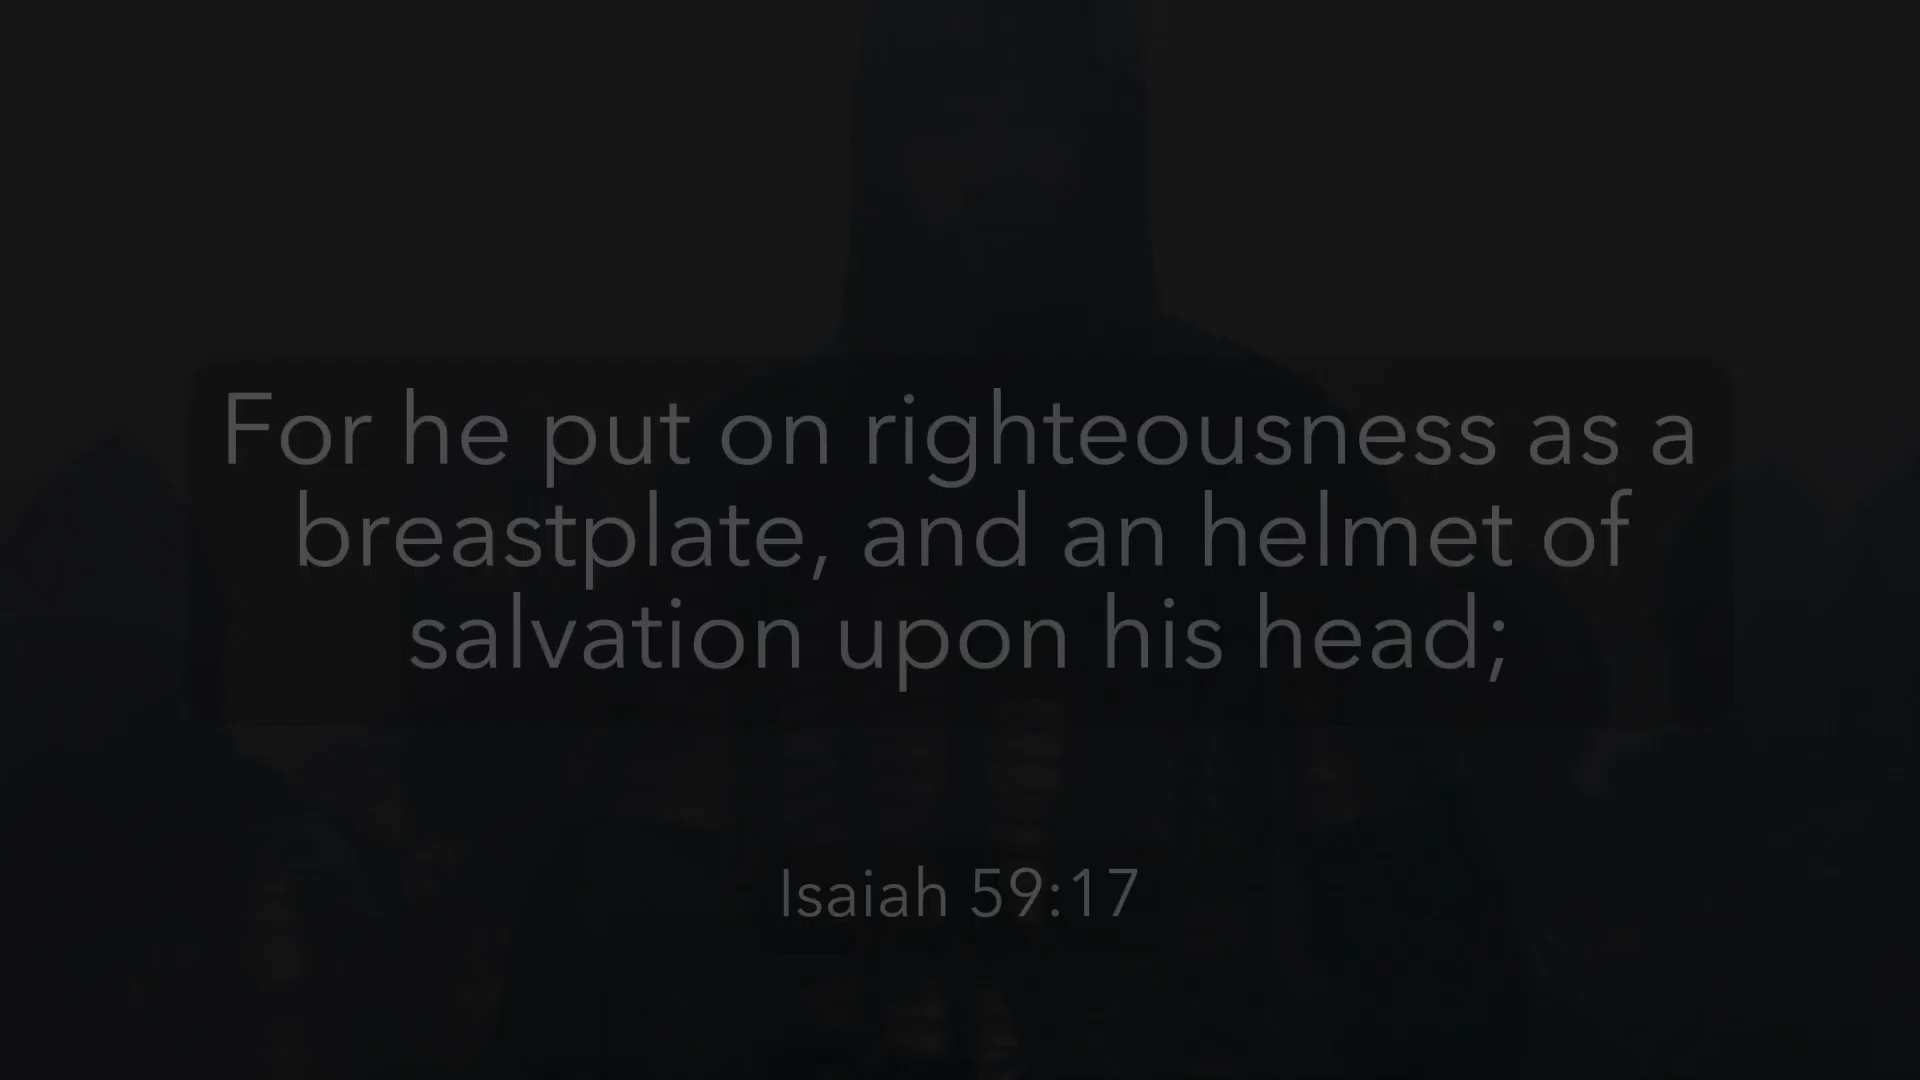 For he put on righteousness as a
breastplate, and an helmet of
salvation upon his head;
Isaiah 59:17